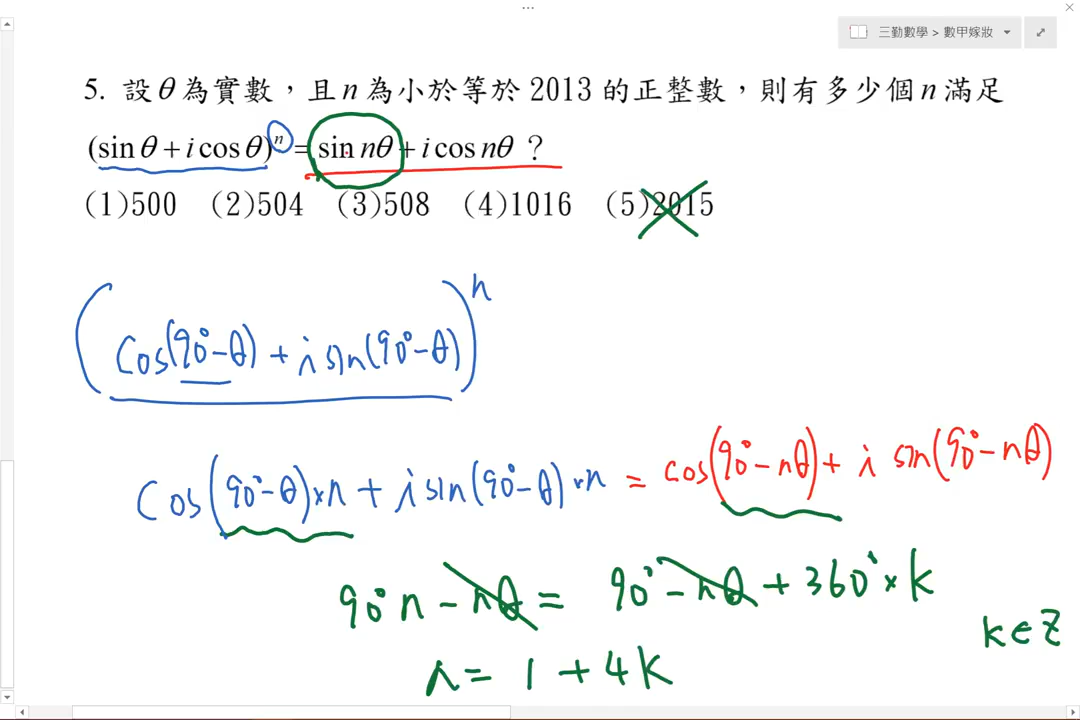 三勤數學 > 數甲嫁妝
5. 設θ為實數，且n為小於等於2013的正整數，則有多少個n滿足
(sin θ + i cos θ)^n = sin nθ + i cos nθ ?
(1)500 (2)504 (3)508 (4)1016 (5)2015
(cos(90°-θ) + i sin(90°-θ))^n
cos(90°-θ)×n + i sin(90°-θ)×n = cos(90°-nθ) + i sin(90°-nθ)
90°n - nθ = 90° - nθ + 360°×k
k∈Z
n = 1 + 4k